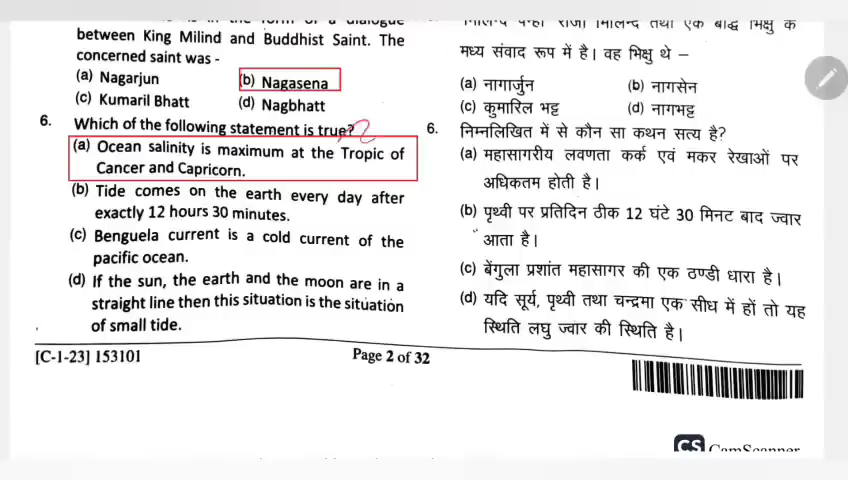 between King Milind and Buddhist Saint. The
concerned saint was -
(a) Nagarjun (b) Nagasena
(c) Kumaril Bhatt (d) Nagbhatt
6. Which of the following statement is true?
(a) Ocean salinity is maximum at the Tropic of
Cancer and Capricorn.
(b) Tide comes on the earth every day after
exactly 12 hours 30 minutes.
(c) Benguela current is a cold current of the
pacific ocean.
(d) If the sun, the earth and the moon are in a
straight line then this situation is the situation
of small tide.
मध्य संवाद रूप में है। वह भिक्षु थे –
(a) नागार्जुन (b) नागसेन
(c) कुमारिल भट्ट (d) नागभट्ट
6. निम्नलिखित में से कौन सा कथन सत्य है?
(a) महासागरीय लवणता कर्क एवं मकर रेखाओं पर
अधिकतम होती है।
(b) पृथ्वी पर प्रतिदिन ठीक 12 घंटे 30 मिनट बाद ज्वार
आता है।
(c) बेंगुला प्रशांत महासागर की एक ठण्डी धारा है।
(d) यदि सूर्य, पृथ्वी तथा चन्द्रमा एक सीध में हों तो यह
स्थिति लघु ज्वार की स्थिति है।
[C-1-23] 153101 Page 2 of 32
CS CamScanner